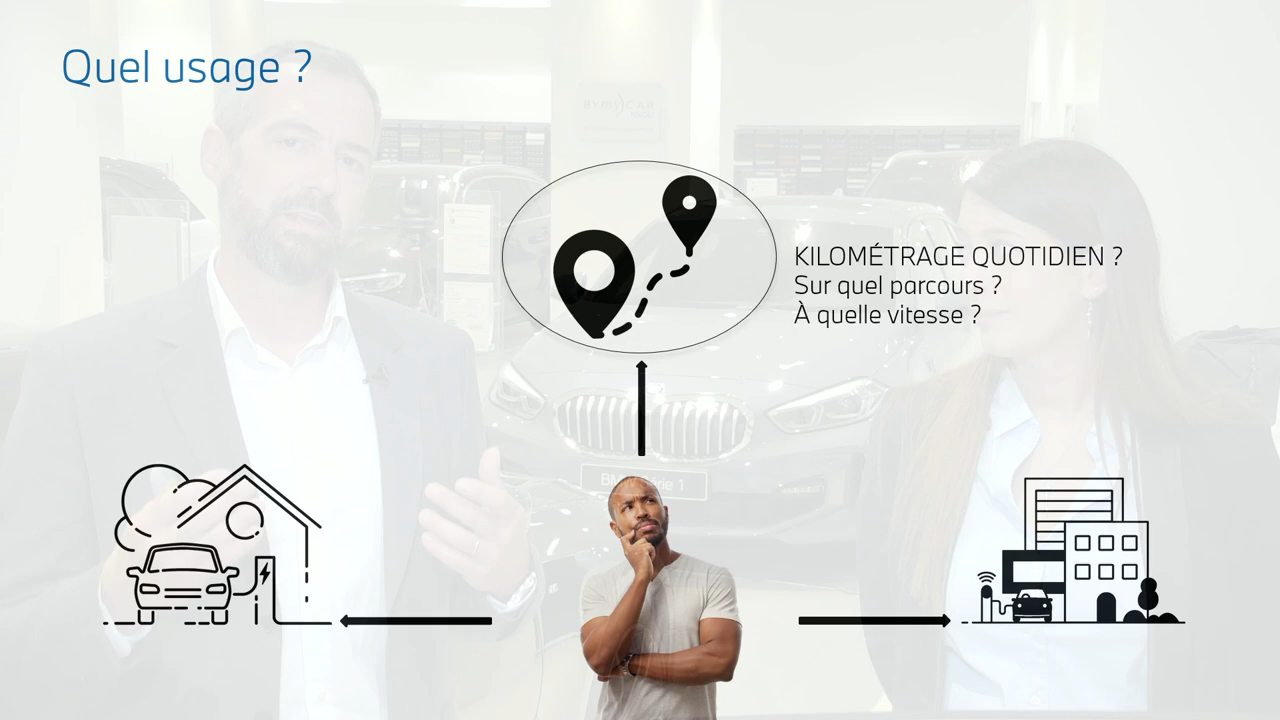 Quel usage ?
KILOMÉTRAGE QUOTIDIEN ?
Sur quel parcours ?
À quelle vitesse ?